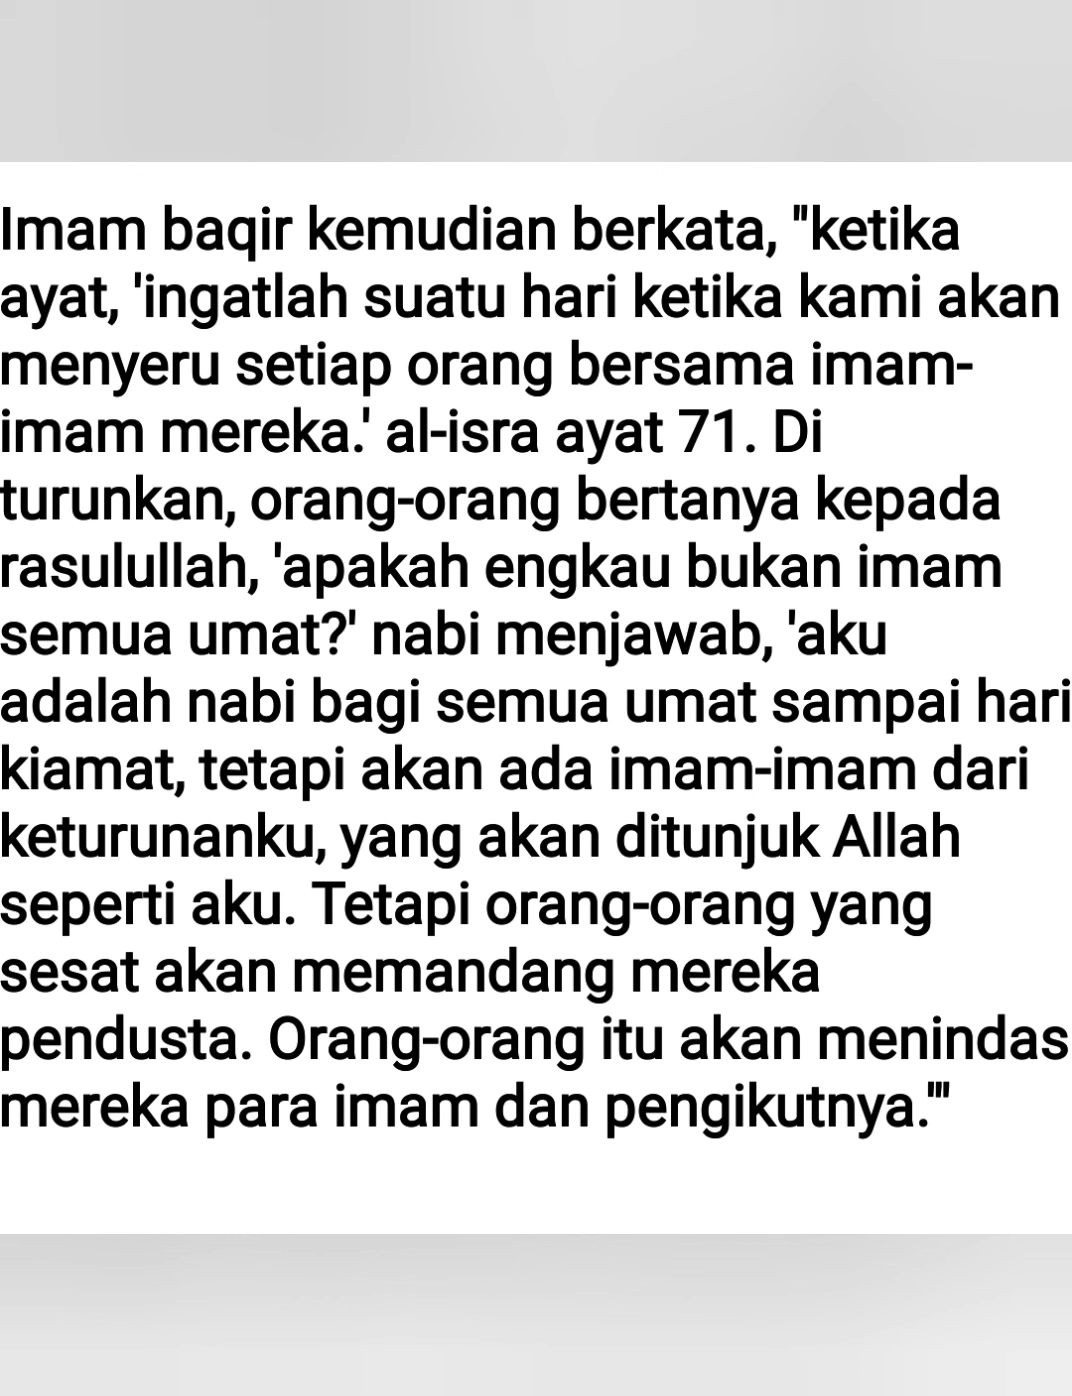 Imam baqir kemudian berkata, "ketika
ayat, 'ingatlah suatu hari ketika kami akan
menyeru setiap orang bersama imam-
imam mereka.' al-isra ayat 71. Di
turunkan, orang-orang bertanya kepada
rasulullah, 'apakah engkau bukan imam
semua umat?' nabi menjawab, 'aku
adalah nabi bagi semua umat sampai hari
kiamat, tetapi akan ada imam-imam dari
keturunanku, yang akan ditunjuk Allah
seperti aku. Tetapi orang-orang yang
sesat akan memandang mereka
pendusta. Orang-orang itu akan menindas
mereka para imam dan pengikutnya.'"